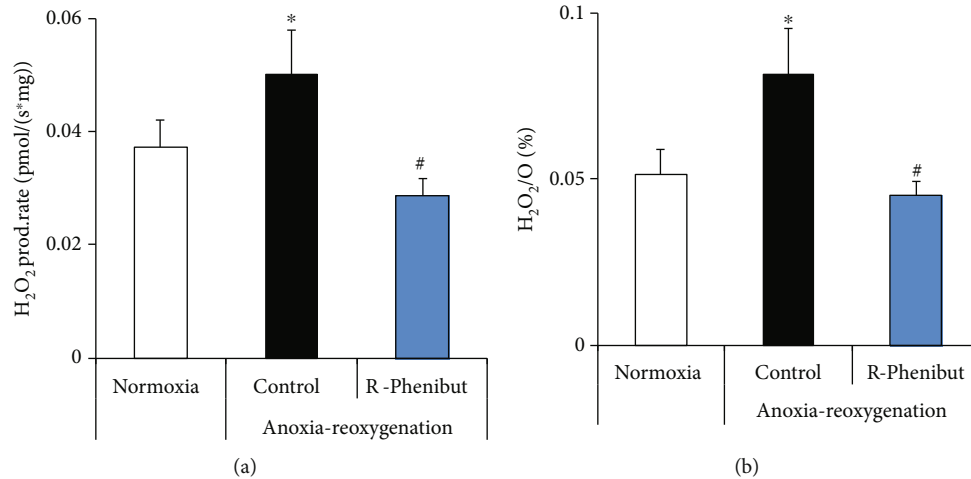 0.06
0.04
0.02
0
H₂O₂ prod.rate (pmol/(s*mg))
*
#
Normoxia
Control
R -Phenibut
Anoxia-reoxygenation
(a)
0.1
0.05
0
H₂O₂/O (%)
*
#
Normoxia
Control
R-Phenibut
Anoxia-reoxygenation
(b)